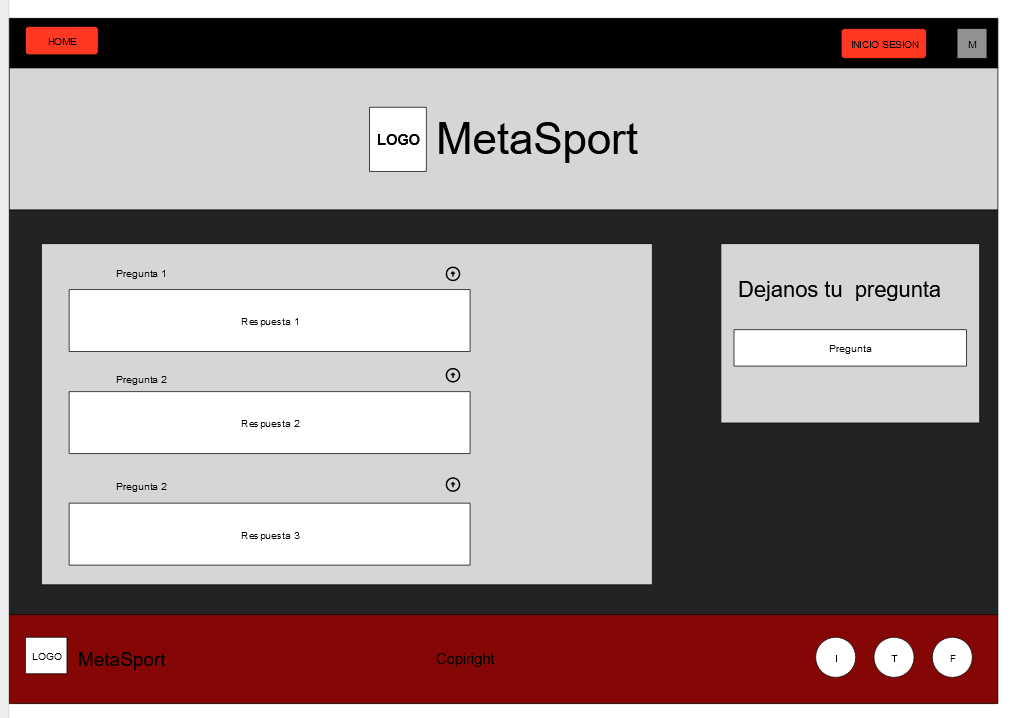 HOME
INICIO SESION
M
LOGO
MetaSport
Pregunta 1
Respuesta 1
Pregunta 2
Respuesta 2
Pregunta 2
Respuesta 3
Dejanos tu  pregunta
Pregunta
LOGO
MetaSport
Copiright
I
T
F